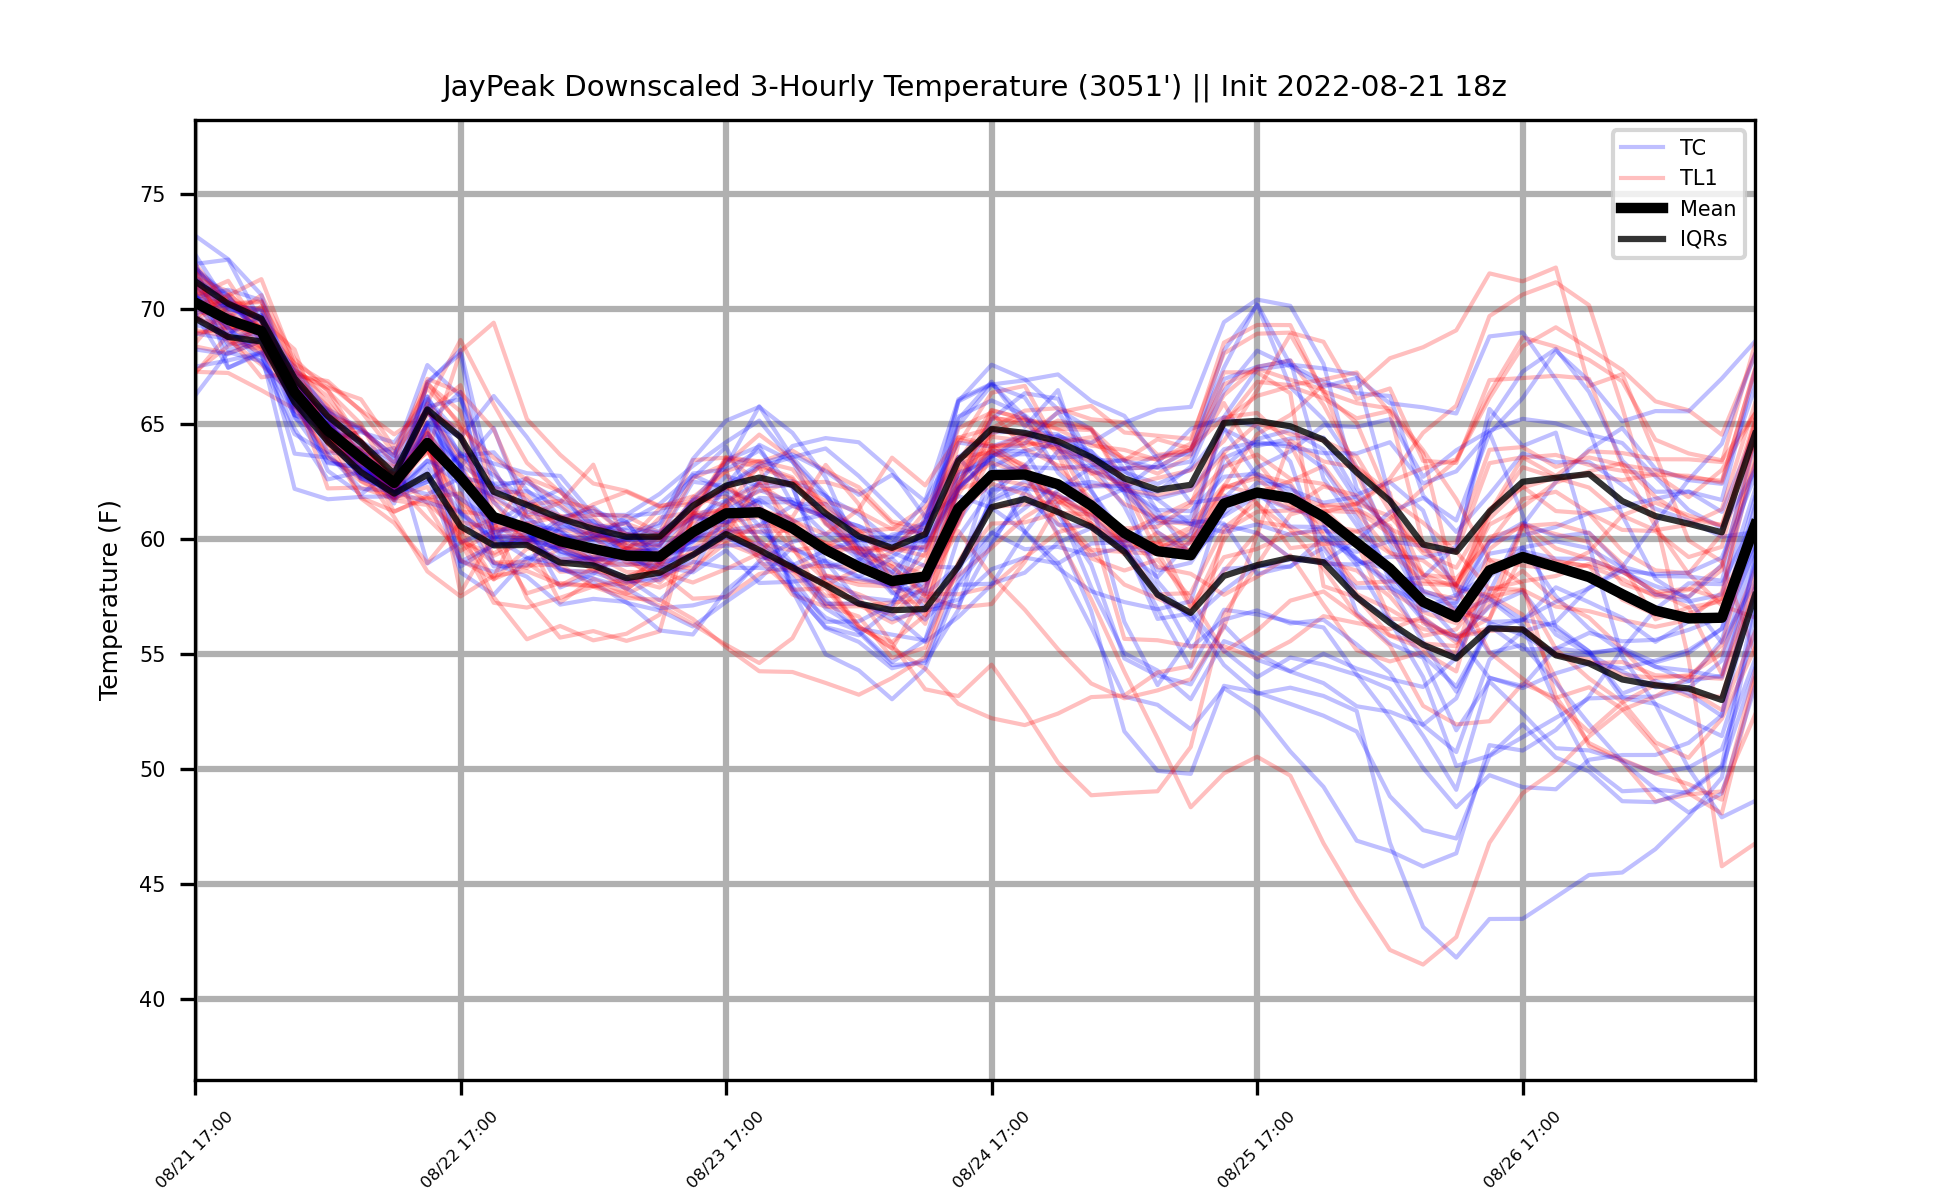 JayPeak Downscaled 3-Hourly Temperature (3051') || Init 2022-08-21 18z
TC
TL1
Mean
IQRs
Temperature (F)
75
70
65
60
55
50
45
40
08/21 17:00
08/22 17:00
08/23 17:00
08/24 17:00
08/25 17:00
08/26 17:00